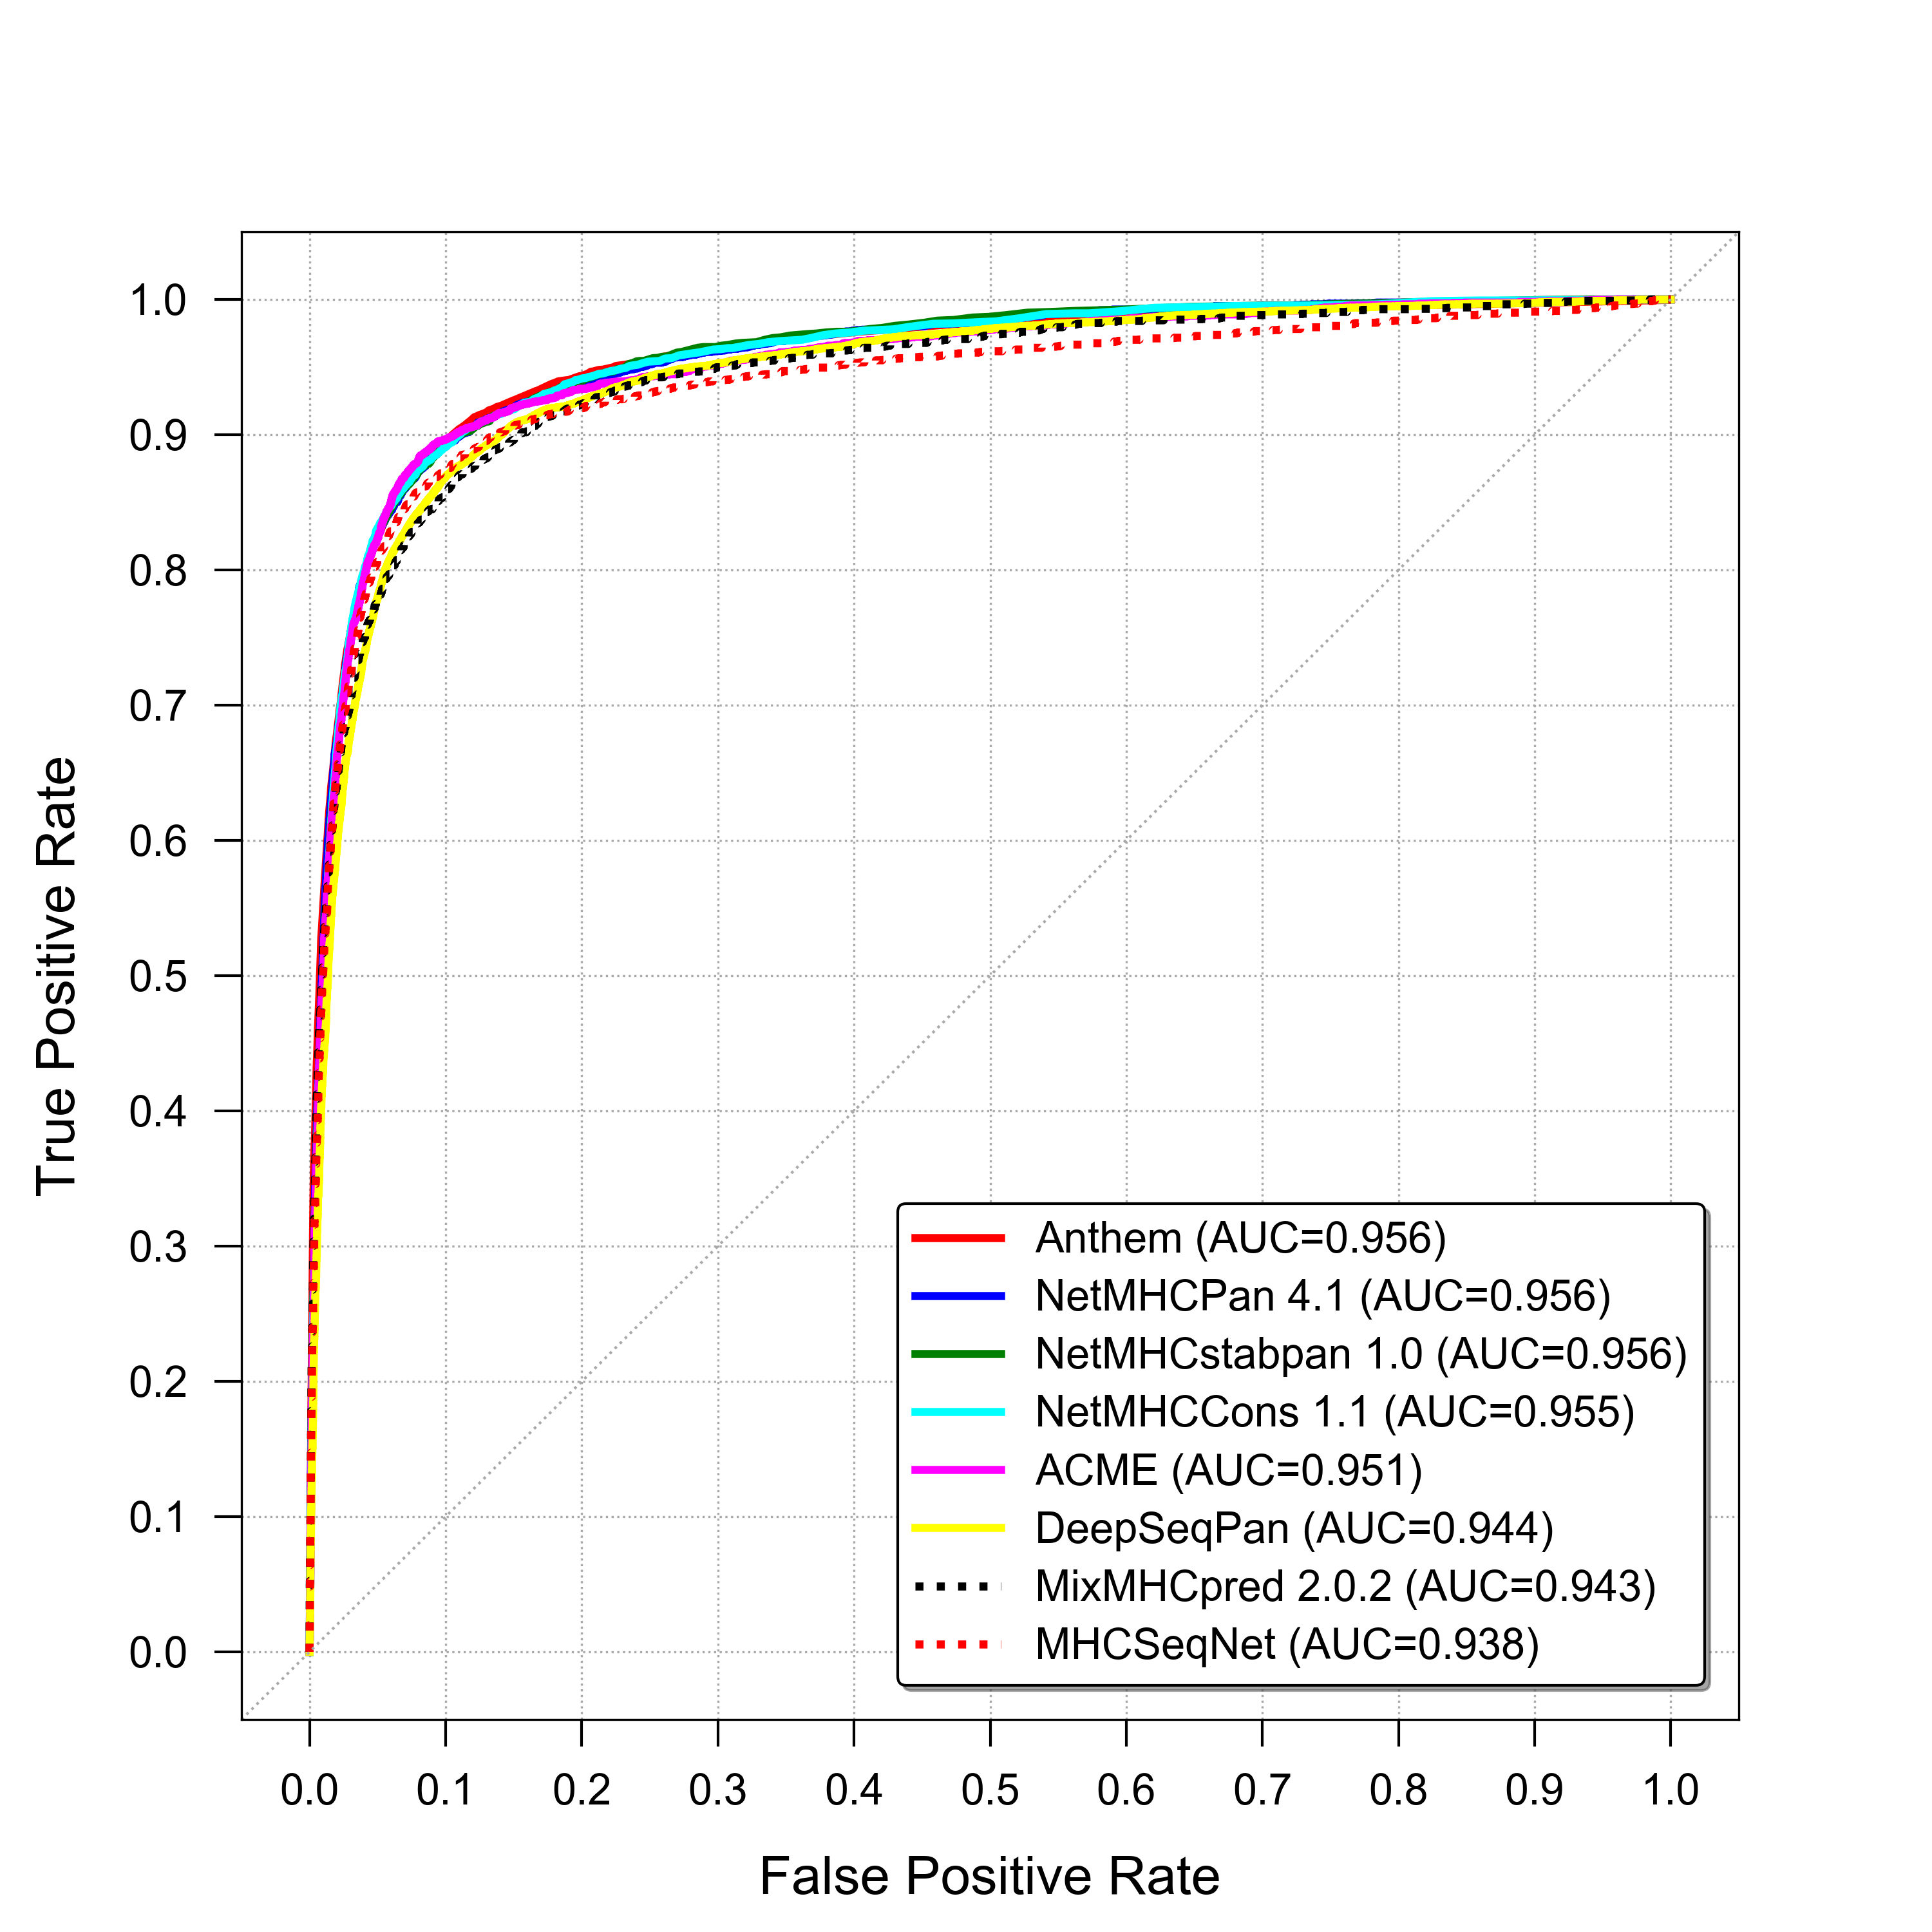 1.0
0.9
0.8
0.7
0.6
0.5
0.4
0.3
0.2
0.1
0.0
True Positive Rate
Anthem (AUC=0.956)
NetMHCPan 4.1 (AUC=0.956)
NetMHCstabpan 1.0 (AUC=0.956)
NetMHCCons 1.1 (AUC=0.955)
ACME (AUC=0.951)
DeepSeqPan (AUC=0.944)
MixMHCpred 2.0.2 (AUC=0.943)
MHCSeqNet (AUC=0.938)
0.0 0.1 0.2 0.3 0.4 0.5 0.6 0.7 0.8 0.9 1.0
False Positive Rate